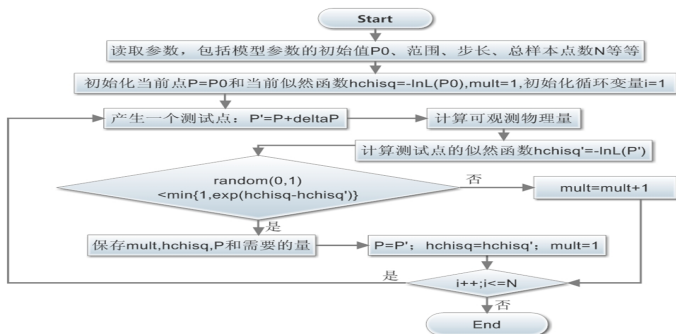 Start
读取参数，包括模型参数的初始值P0、范围、步长、总样本点数N等等
初始化当前点P=P0和当前似然函数hchisq=-lnL(P0),mult=1,初始化循环变量i=1
产生一个测试点：P'=P+deltaP
计算可观测物理量
计算测试点的似然函数hchisq'=-lnL(P')
random(0,1)
<min{1,exp(hchisq-hchisq')}
否
mult=mult+1
是
保存mult,hchisq,P和需要的量
P=P'；hchisq=hchisq'；mult=1
是
i++;i<=N
否
End